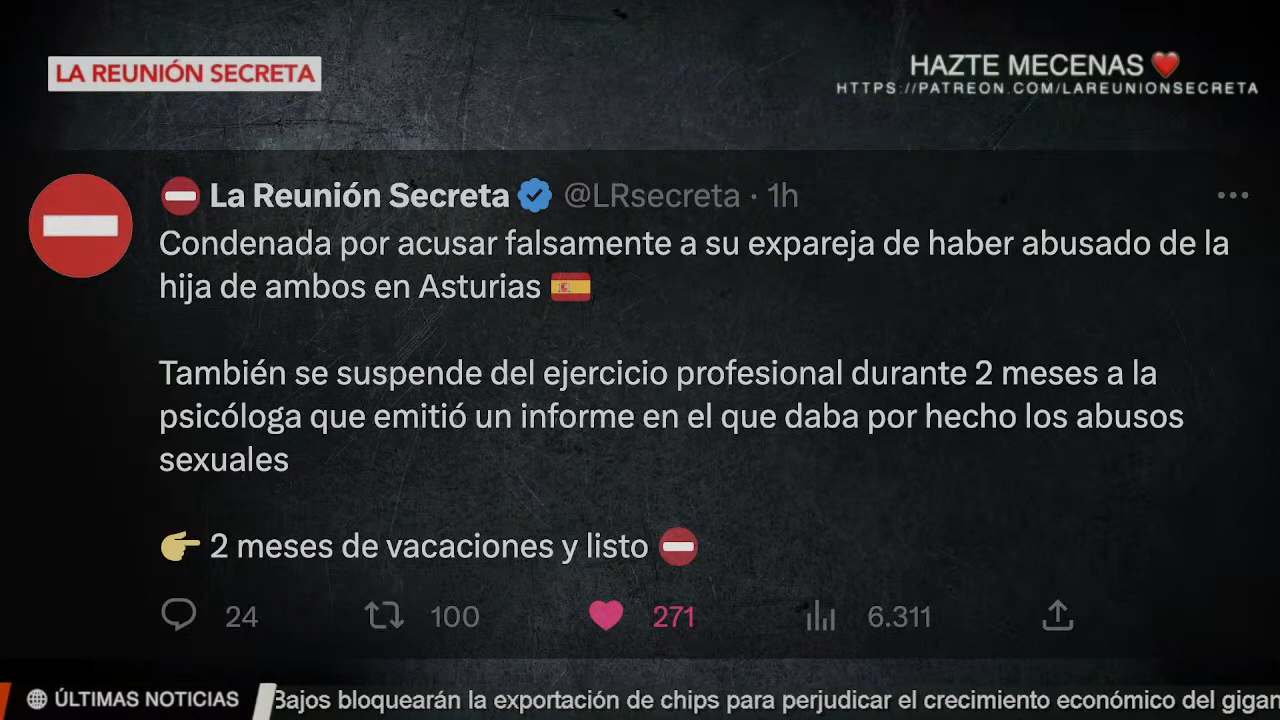 LA REUNIÓN SECRETA
HAZTE MECENAS ❤️
HTTPS://PATREON.COM/LAREUNIONSECRETA
⛔ La Reunión Secreta @LRsecreta · 1h
Condenada por acusar falsamente a su expareja de haber abusado de la
hija de ambos en Asturias 🇪🇸
También se suspende del ejercicio profesional durante 2 meses a la
psicóloga que emitió un informe en el que daba por hecho los abusos
sexuales
👉 2 meses de vacaciones y listo ⛔
24 100 271 6.311
ÚLTIMAS NOTICIAS
Bajos bloquearán la exportación de chips para perjudicar el crecimiento económico del gigan